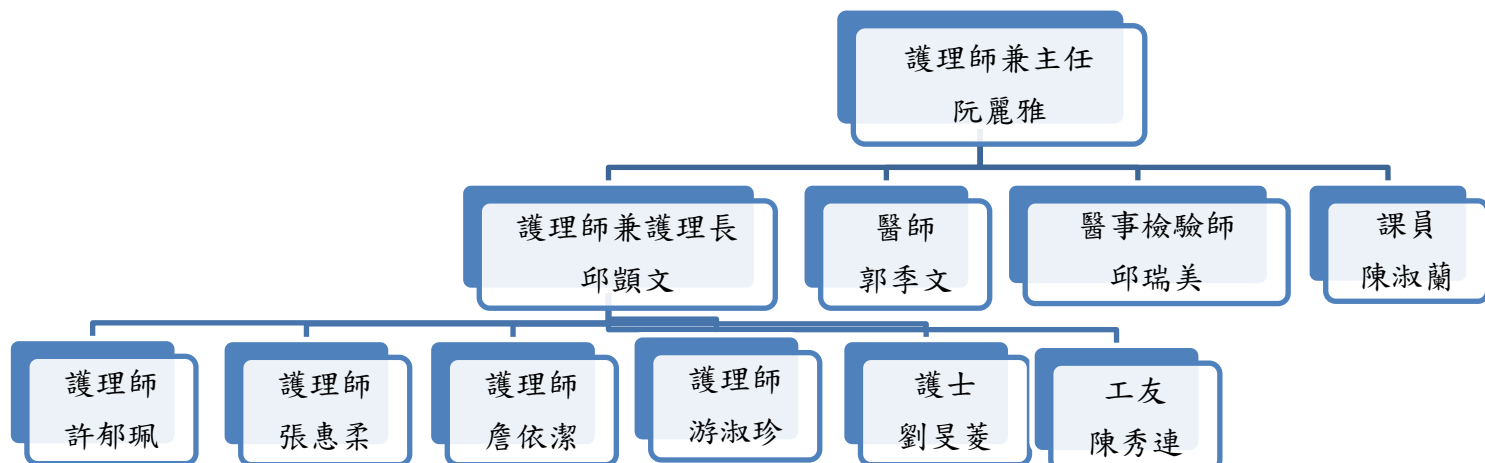 護理師兼主任
阮麗雅
護理師兼護理長
邱顗文
醫師
郭季文
醫事檢驗師
邱瑞美
課員
陳淑蘭
護理師
許郁珮
護理師
張惠柔
護理師
詹依潔
護理師
游淑珍
護士
劉旻菱
工友
陳秀連